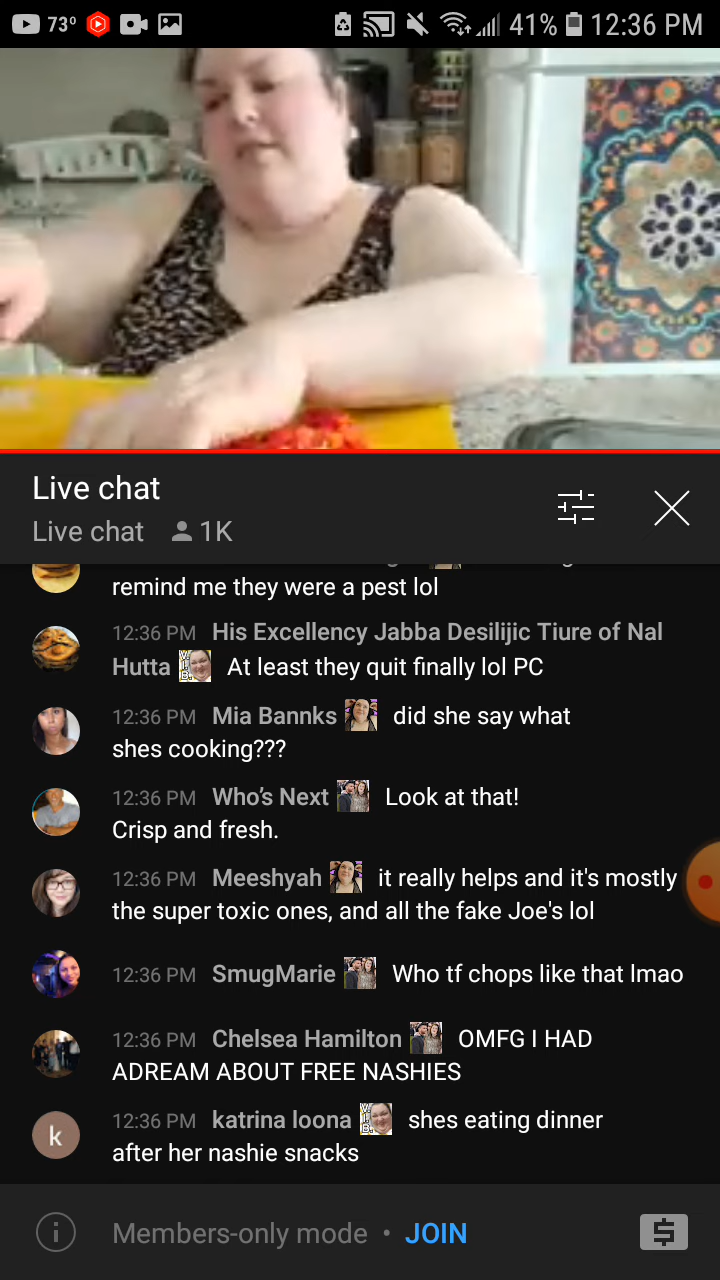 73°
41%
12:36 PM
Live chat
Live chat 1K
remind me they were a pest lol
12:36 PM His Excellency Jabba Desilijic Tiure of Nal
Hutta At least they quit finally lol PC
12:36 PM Mia Bannks did she say what
shes cooking???
12:36 PM Who's Next Look at that!
Crisp and fresh.
12:36 PM Meeshyah it really helps and it's mostly
the super toxic ones, and all the fake Joe's lol
12:36 PM SmugMarie Who tf chops like that lmao
12:36 PM Chelsea Hamilton OMFG I HAD
ADREAM ABOUT FREE NASHIES
k
12:36 PM katrina loona shes eating dinner
after her nashie snacks
Members-only mode • JOIN